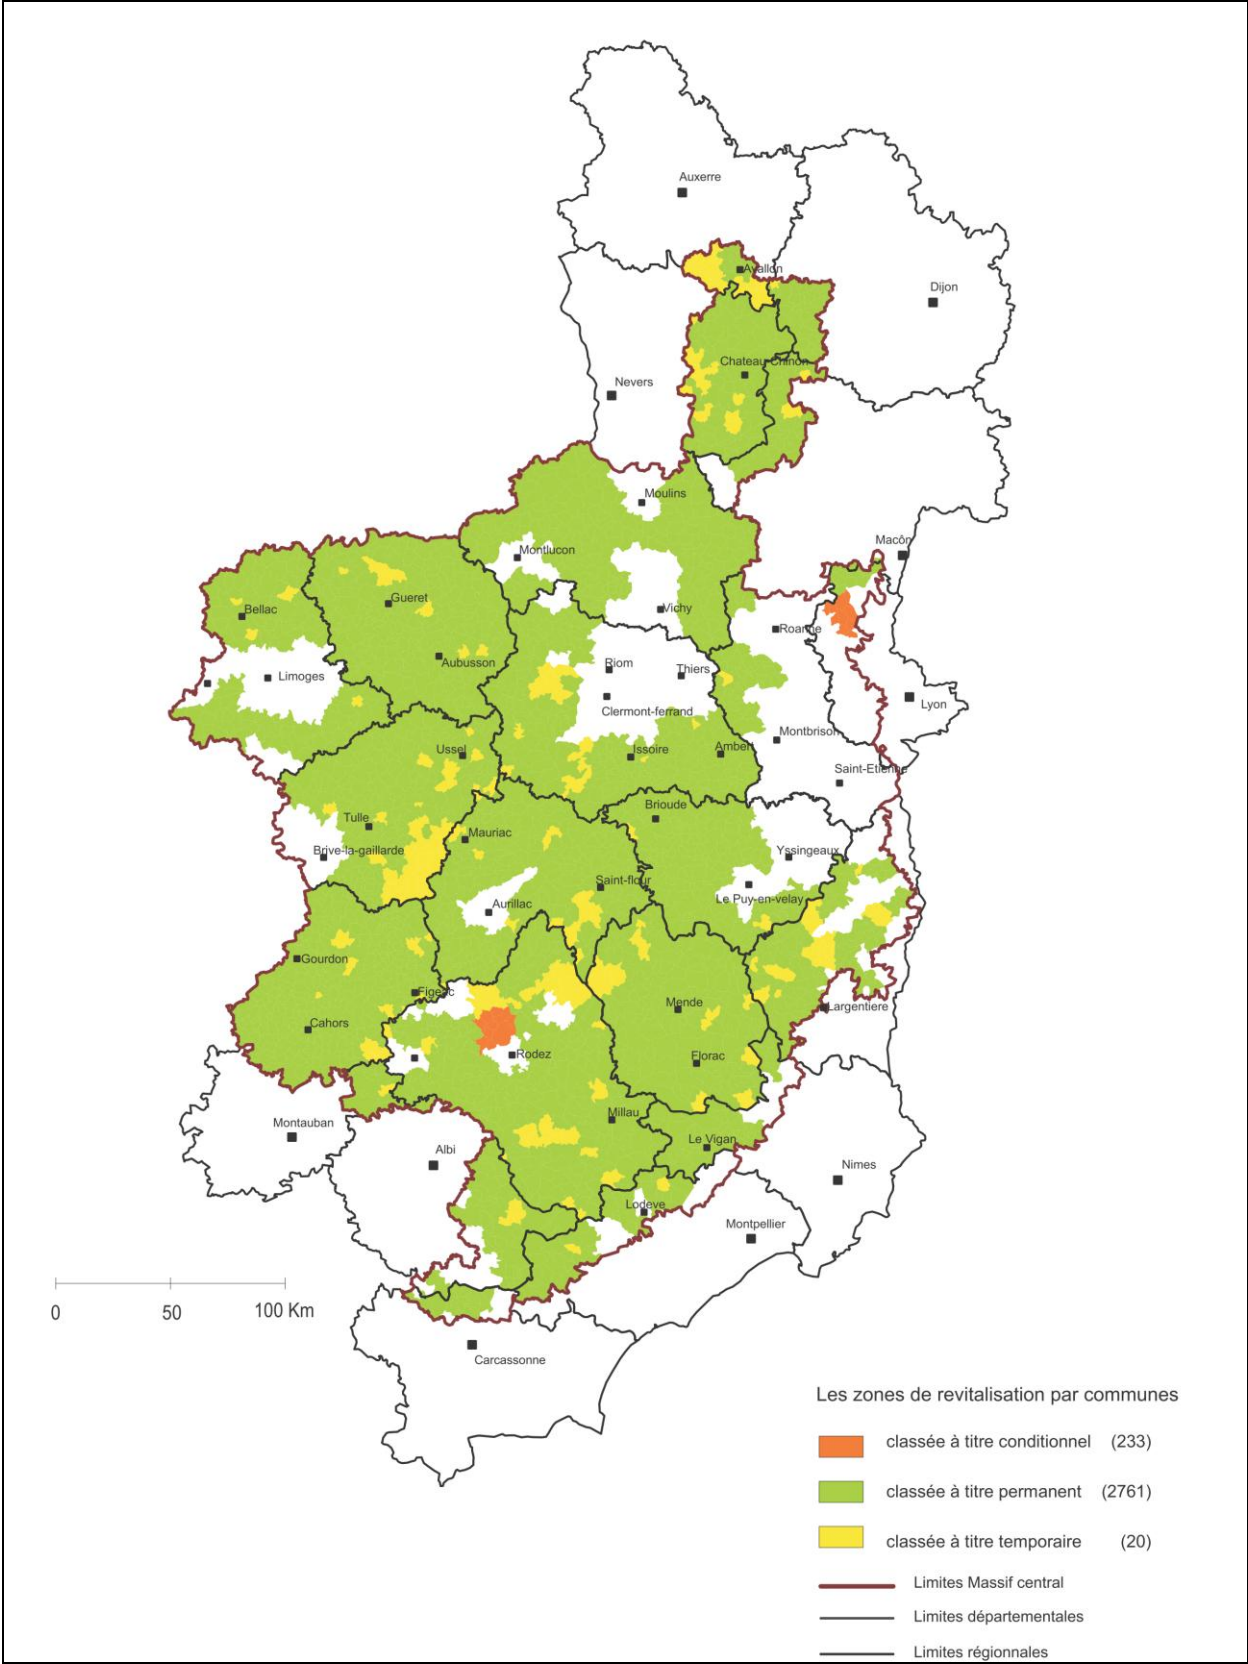 Auxerre
Avallon
Dijon
Chateau-Chinon
Nevers
Moulins
Macôn
Montlucon
Gueret
Bellac
Vichy
Roanne
Aubusson
Riom
Thiers
Limoges
Clermont-ferrand
Lyon
Montbrison
Ussel
Issoire
Ambert
Saint-Etienne
Brioude
Tulle
Mauriac
Brive-la-gaillarde
Yssingeaux
Saint-flour
Le Puy-en-velay
Aurillac
Gourdon
Figeac
Mende
Largentiere
Cahors
Rodez
Florac
Millau
Montauban
Le Vigan
Albi
Nimes
Lodeve
Montpellier
0 50 100 Km
Carcassonne
Les zones de revitalisation par communes
classée à titre conditionnel (233)
classée à titre permanent (2761)
classée à titre temporaire (20)
Limites Massif central
Limites départementales
Limites régionnales